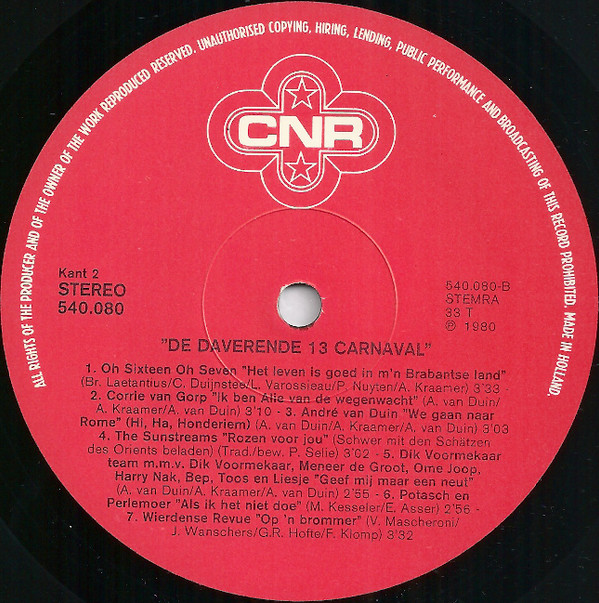 ALL RIGHTS OF THE PRODUCER AND OF THE OWNER OF THE WORK REPRODUCED RESERVED. UNAUTHORISED COPYING, HIRING, LENDING, PUBLIC PERFORMANCE AND BROADCASTING OF THIS RECORD PROHIBITED. MADE IN HOLLAND.
CNR
Kant 2
STEREO
540.080
540.080-B
STEMRA
33 T
℗ 1980
"DE DAVERENDE 13 CARNAVAL"
1. Oh Sixteen Oh Seven "Het leven is goed in m'n Brabantse land"
(Br. Laetantius/C. Duijnstee/L. Varossieau/P. Nuyten/A. Kraamer) 3'33 -
2. Corrie van Gorp "Ik ben Alie van de wegenwacht" (A. van Duin/
A. Kraamer/A. van Duin) 3'10 - 3. André van Duin "We gaan naar
Rome" (Hi, Ha, Honderiem) (A. van Duin/A. Kraamer/A. van Duin) 3'03
4. The Sunstreams "Rozen voor jou" (Schwer mit den Schätzen
des Orients beladen) (Trad./bew. P. Selie) 3'02 - 5. Dik Voormekaar
team m.m.v. Dik Voormekaar, Meneer de Groot, Ome Joop,
Harry Nak, Bep, Toos en Liesje "Geef mij maar een neut"
(A. van Duin/A. Kraamer/A. van Duin) 2'55 - 6. Potasch en
Perlemoer "Als ik het niet doe" (M. Kesseler/E. Asser) 2'56 -
7. Wierdense Revue "Op 'n brommer" (V. Mascheroni/
J. Wanschers/G.R. Hofte/F. Klomp) 3'32